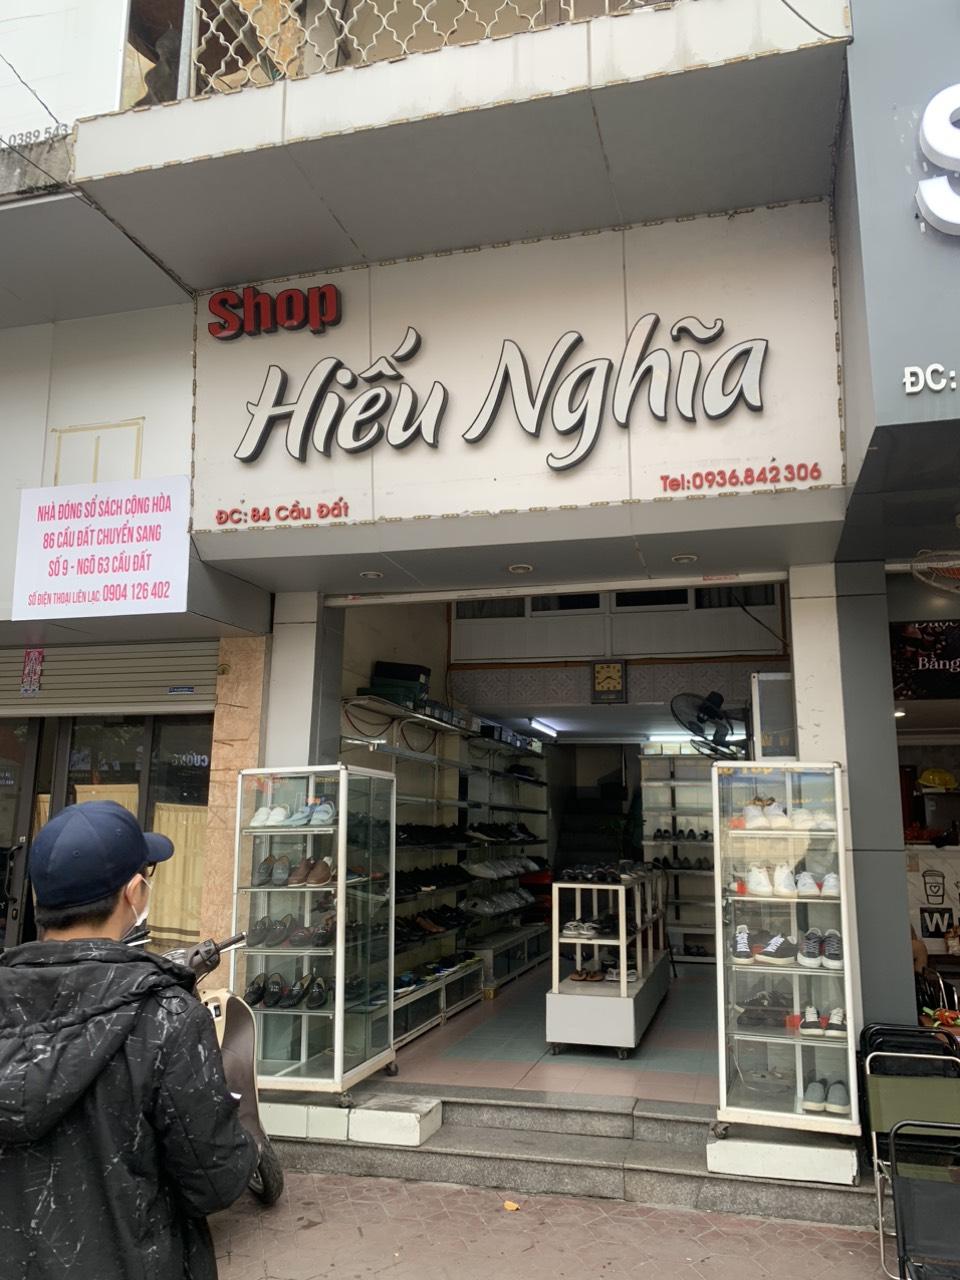 0389 543
Shop
Hiếu Nghĩa
ĐC: 84 Cầu Đất
Tel:0936.842 306
NHÀ ĐÓNG SỔ SÁCH CỘNG HÒA
86 CẦU ĐẤT CHUYỂN SANG
SỐ 9 - NGÕ 63 CẦU ĐẤT
SỐ ĐIỆN THOẠI LIÊN LẠC: 0904 126 402
S
ĐC:
Bằng
W